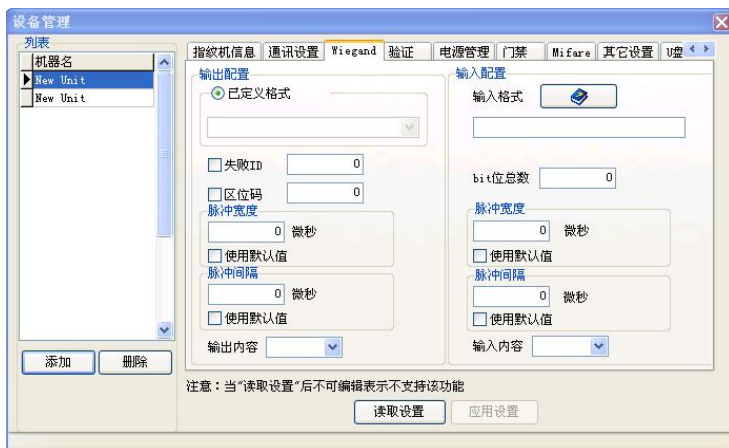 设备管理
列表
机器名
New Unit
New Unit
添加
删除
指纹机信息
通讯设置
Wiegand
验证
电源管理
门禁
Mifare
其它设置
U盘
输出配置
已定义格式
失败ID
0
区位码
0
脉冲宽度
0 微秒
使用默认值
脉冲间隔
0 微秒
使用默认值
输出内容
输入配置
输入格式
bit位总数
0
脉冲宽度
0 微秒
使用默认值
脉冲间隔
0 微秒
使用默认值
输入内容
注意：当"读取设置"后不可编辑表示不支持该功能
读取设置
应用设置